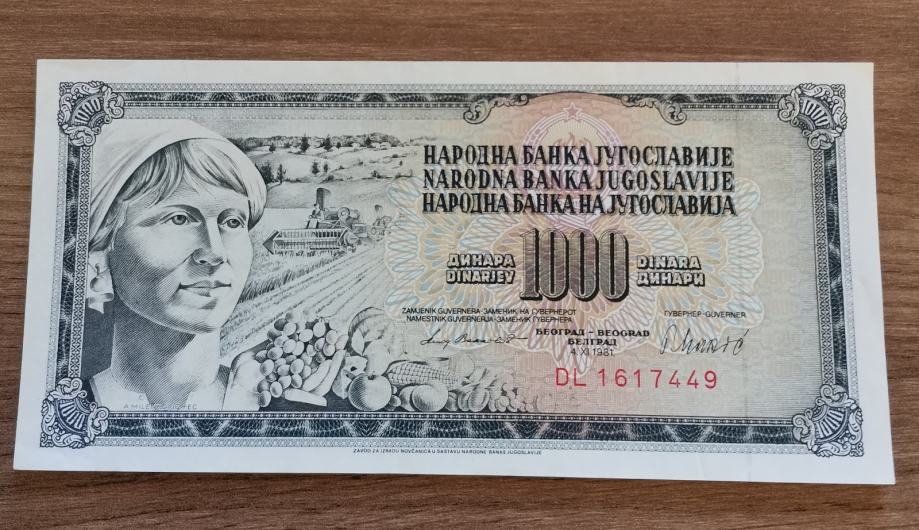 НАРОДНА БАНКА ЈУГОСЛАВИЈЕ
NARODNA BANKA JUGOSLAVIJE
НАРОДНА БАНКА НА ЈУГОСЛАВИЈА
ДИНАРА
DINARJEV
1000
DINARA
ДИНАРИ
ZAMJENIK GUVERNERA-ЗАМЕНИК НА ГУВЕРНЕРОТ
NAMESTNIK GUVERNERJA-ЗАМЕНИК ГУВЕРНЕРА
ГУВЕРНЕР-GUVERNER
БЕОГРАД - BEOGRAD
БЕЛГРАД
4. XI 1981.
DL 1617449
ZAVOD ZA IZRADU NOVČANICA U SASTAVU NARODNE BANKE JUGOSLAVIJE